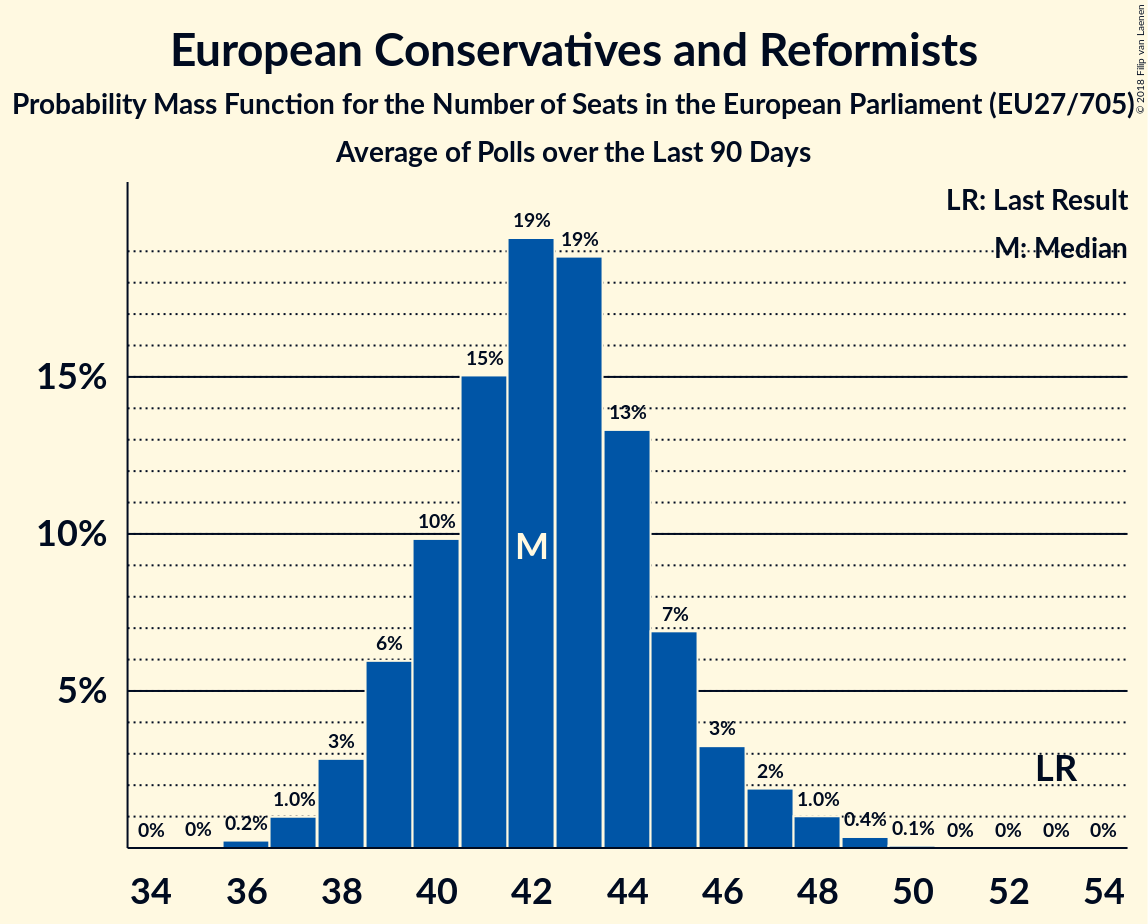 European Conservatives and Reformists
Probability Mass Function for the Number of Seats in the European Parliament (EU27/705)
Average of Polls over the Last 90 Days
© 2018 Filip van Laenen
LR: Last Result
M: Median
15%
10%
5%
0% 0% 0.2% 1.0% 3% 6% 10% 15% 19% 19% 13% 7% 3% 2% 1.0% 0.4% 0.1% 0% 0% 0% 0%
M
LR
34 36 38 40 42 44 46 48 50 52 54